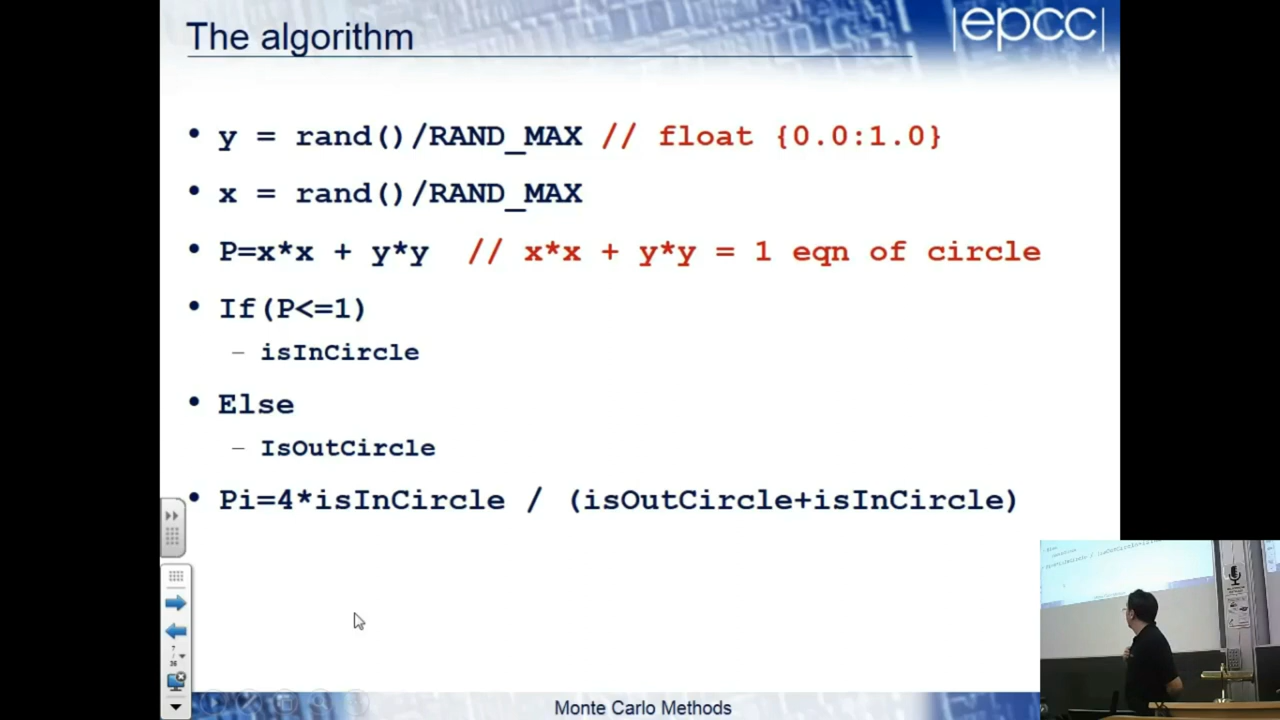 The algorithm
|epcc|
• y = rand()/RAND_MAX // float {0.0:1.0}
• x = rand()/RAND_MAX
• P=x*x + y*y // x*x + y*y = 1 eqn of circle
• If(P<=1)
– isInCircle
• Else
– IsOutCircle
• Pi=4*isInCircle / (isOutCircle+isInCircle)
Monte Carlo Methods